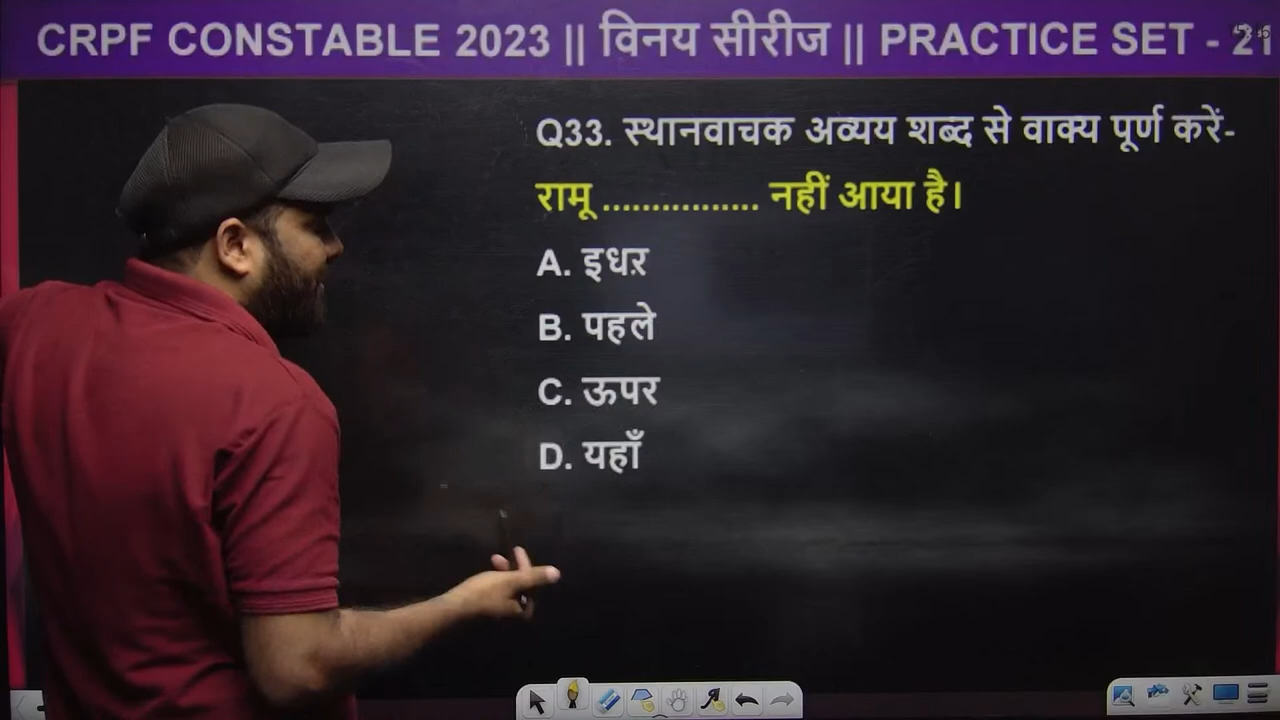 CRPF CONSTABLE 2023 || विनय सीरीज || PRACTICE SET - 21
Q33. स्थानवाचक अव्यय शब्द से वाक्य पूर्ण करें-
रामू ................ नहीं आया है।
A. इधऱ
B. पहले
C. ऊपर
D. यहाँ